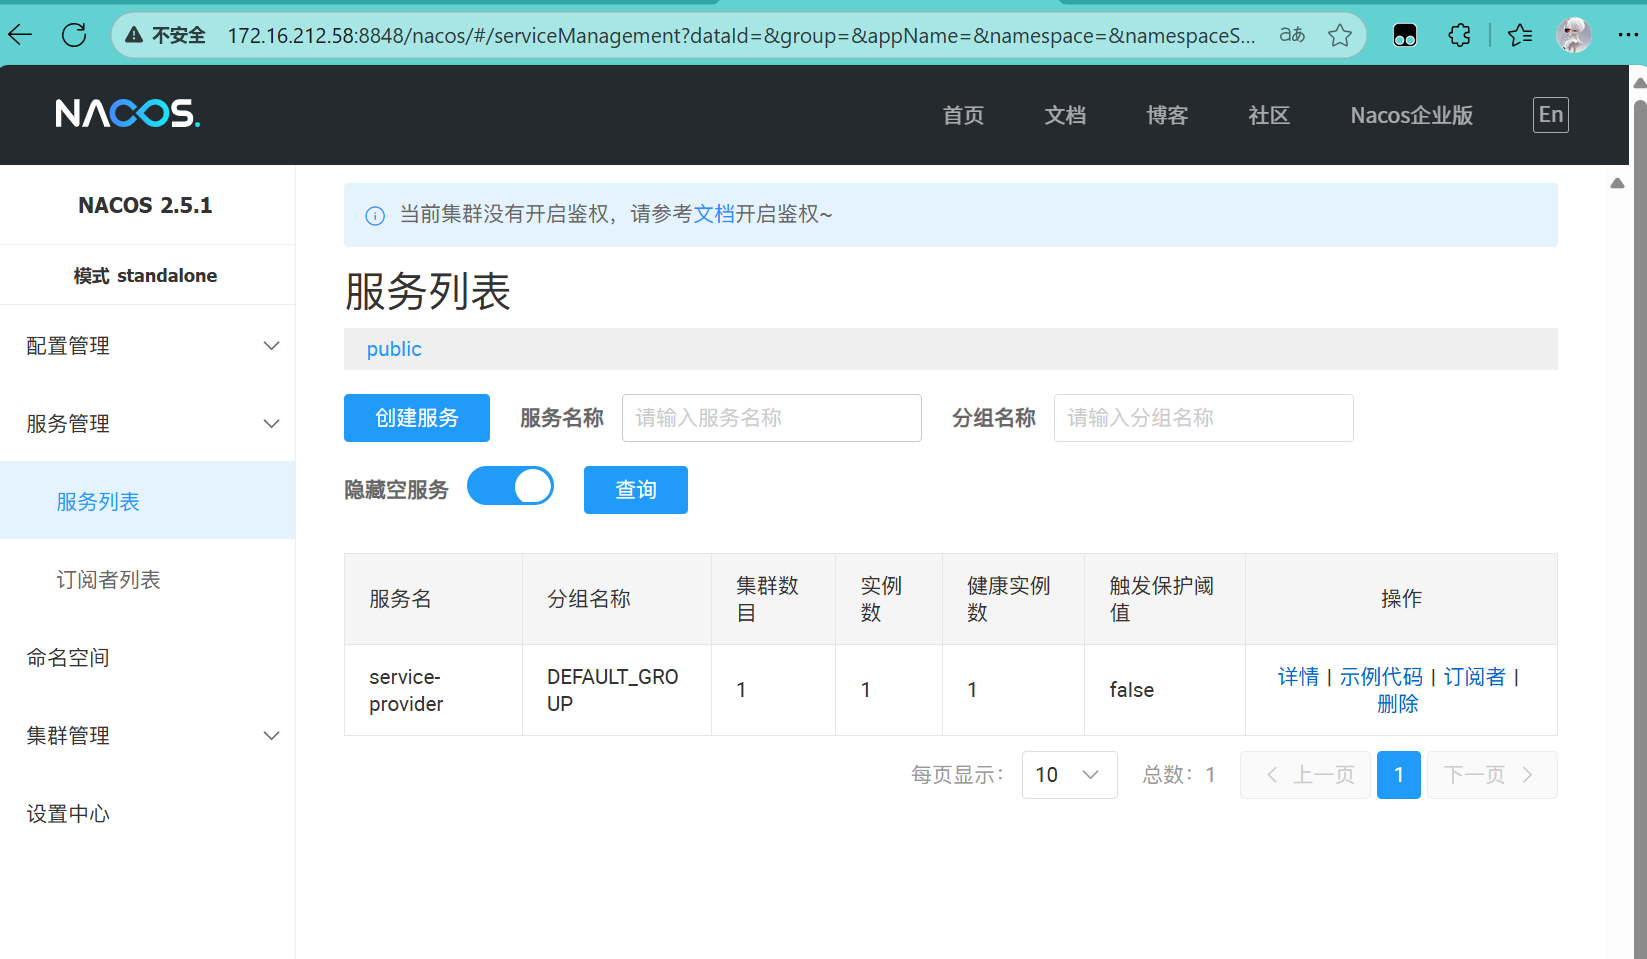 不安全 172.16.212.58:8848/nacos/#/serviceManagement?dataId=&group=&appName=&namespace=&namespaceS... aあ
NACOS. 首页 文档 博客 社区 Nacos企业版 En
NACOS 2.5.1
模式 standalone
配置管理
服务管理
服务列表
订阅者列表
命名空间
集群管理
设置中心
当前集群没有开启鉴权，请参考文档开启鉴权~
服务列表
public
创建服务 服务名称 请输入服务名称 分组名称 请输入分组名称
隐藏空服务 查询
服务名 分组名称 集群数目 实例数 健康实例数 触发保护阈值 操作
service-provider DEFAULT_GROUP 1 1 1 false 详情 | 示例代码 | 订阅者 | 删除
每页显示： 10 总数：1 上一页 1 下一页